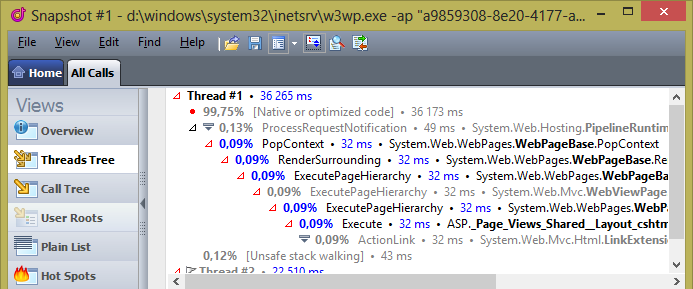 Snapshot #1 - d:\windows\system32\inetsrv\w3wp.exe -ap "a9859308-8e20-4177-a...
File View Edit Find Help
Home All Calls
Views
Overview
Threads Tree
Call Tree
User Roots
Plain List
Hot Spots
Thread #1 • 36 265 ms
99,75% [Native or optimized code] • 36 173 ms
0,13% ProcessRequestNotification • 49 ms • System.Web.Hosting.PipelineRuntim
0,09% PopContext • 32 ms • System.Web.WebPages.WebPageBase.PopContext
0,09% RenderSurrounding • 32 ms • System.Web.WebPages.WebPageBase.Re
0,09% ExecutePageHierarchy • 32 ms • System.Web.WebPages.WebPageBase
0,09% ExecutePageHierarchy • 32 ms • System.Web.Mvc.WebViewPage
0,09% ExecutePageHierarchy • 32 ms • System.Web.WebPages.WebP
0,09% Execute • 32 ms • ASP._Page_Views_Shared__Layout_cshtm
0,09% ActionLink • 32 ms • System.Web.Mvc.Html.LinkExtension
0,12% [Unsafe stack walking] • 43 ms
Thread #2 • 22 510 ms